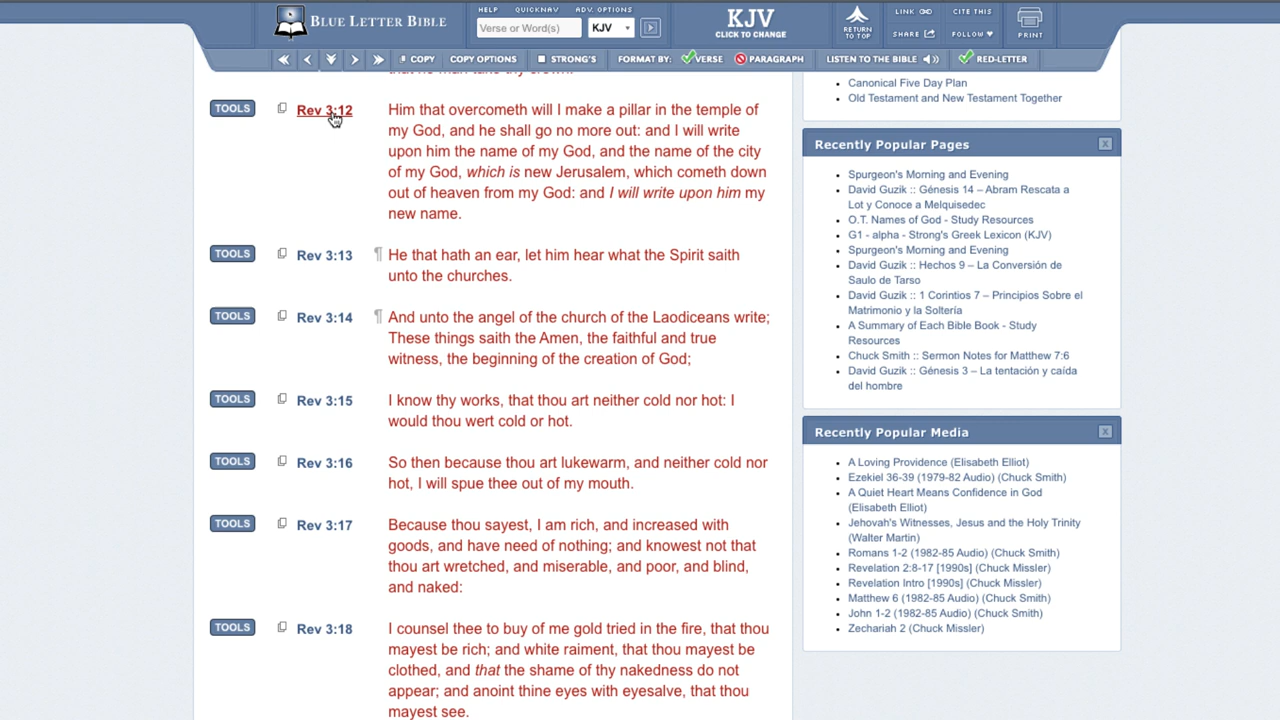 BLUE LETTER BIBLE
HELP QUICKNAV ADV. OPTIONS
Verse or Word(s) KJV
KJV
CLICK TO CHANGE
RETURN
TO TOP
LINK CITE THIS
SHARE FOLLOW
PRINT
COPY COPY OPTIONS STRONG'S FORMAT BY: VERSE PARAGRAPH LISTEN TO THE BIBLE RED-LETTER
TOOLS Rev 3:12 Him that overcometh will I make a pillar in the temple of
my God, and he shall go no more out: and I will write
upon him the name of my God, and the name of the city
of my God, which is new Jerusalem, which cometh down
out of heaven from my God: and I will write upon him my
new name.
TOOLS Rev 3:13 ¶ He that hath an ear, let him hear what the Spirit saith
unto the churches.
TOOLS Rev 3:14 ¶ And unto the angel of the church of the Laodiceans write;
These things saith the Amen, the faithful and true
witness, the beginning of the creation of God;
TOOLS Rev 3:15 I know thy works, that thou art neither cold nor hot: I
would thou wert cold or hot.
TOOLS Rev 3:16 So then because thou art lukewarm, and neither cold nor
hot, I will spue thee out of my mouth.
TOOLS Rev 3:17 Because thou sayest, I am rich, and increased with
goods, and have need of nothing; and knowest not that
thou art wretched, and miserable, and poor, and blind,
and naked:
TOOLS Rev 3:18 I counsel thee to buy of me gold tried in the fire, that thou
mayest be rich; and white raiment, that thou mayest be
clothed, and that the shame of thy nakedness do not
appear; and anoint thine eyes with eyesalve, that thou
mayest see.
Canonical Five Day Plan
Old Testament and New Testament Together
Recently Popular Pages
Spurgeon's Morning and Evening
David Guzik :: Génesis 14 – Abram Rescata a
Lot y Conoce a Melquisedec
O.T. Names of God - Study Resources
G1 - alpha - Strong's Greek Lexicon (KJV)
Spurgeon's Morning and Evening
David Guzik :: Hechos 9 – La Conversión de
Saulo de Tarso
David Guzik :: 1 Corintios 7 – Principios Sobre el
Matrimonio y la Soltería
A Summary of Each Bible Book - Study
Resources
Chuck Smith :: Sermon Notes for Matthew 7:6
David Guzik :: Génesis 3 – La tentación y caída
del hombre
Recently Popular Media
A Loving Providence (Elisabeth Elliot)
Ezekiel 36-39 (1979-82 Audio) (Chuck Smith)
A Quiet Heart Means Confidence in God
(Elisabeth Elliot)
Jehovah's Witnesses, Jesus and the Holy Trinity
(Walter Martin)
Romans 1-2 (1982-85 Audio) (Chuck Smith)
Revelation 2:8-17 [1990s] (Chuck Missler)
Revelation Intro [1990s] (Chuck Missler)
Matthew 6 (1982-85 Audio) (Chuck Smith)
John 1-2 (1982-85 Audio) (Chuck Smith)
Zechariah 2 (Chuck Missler)